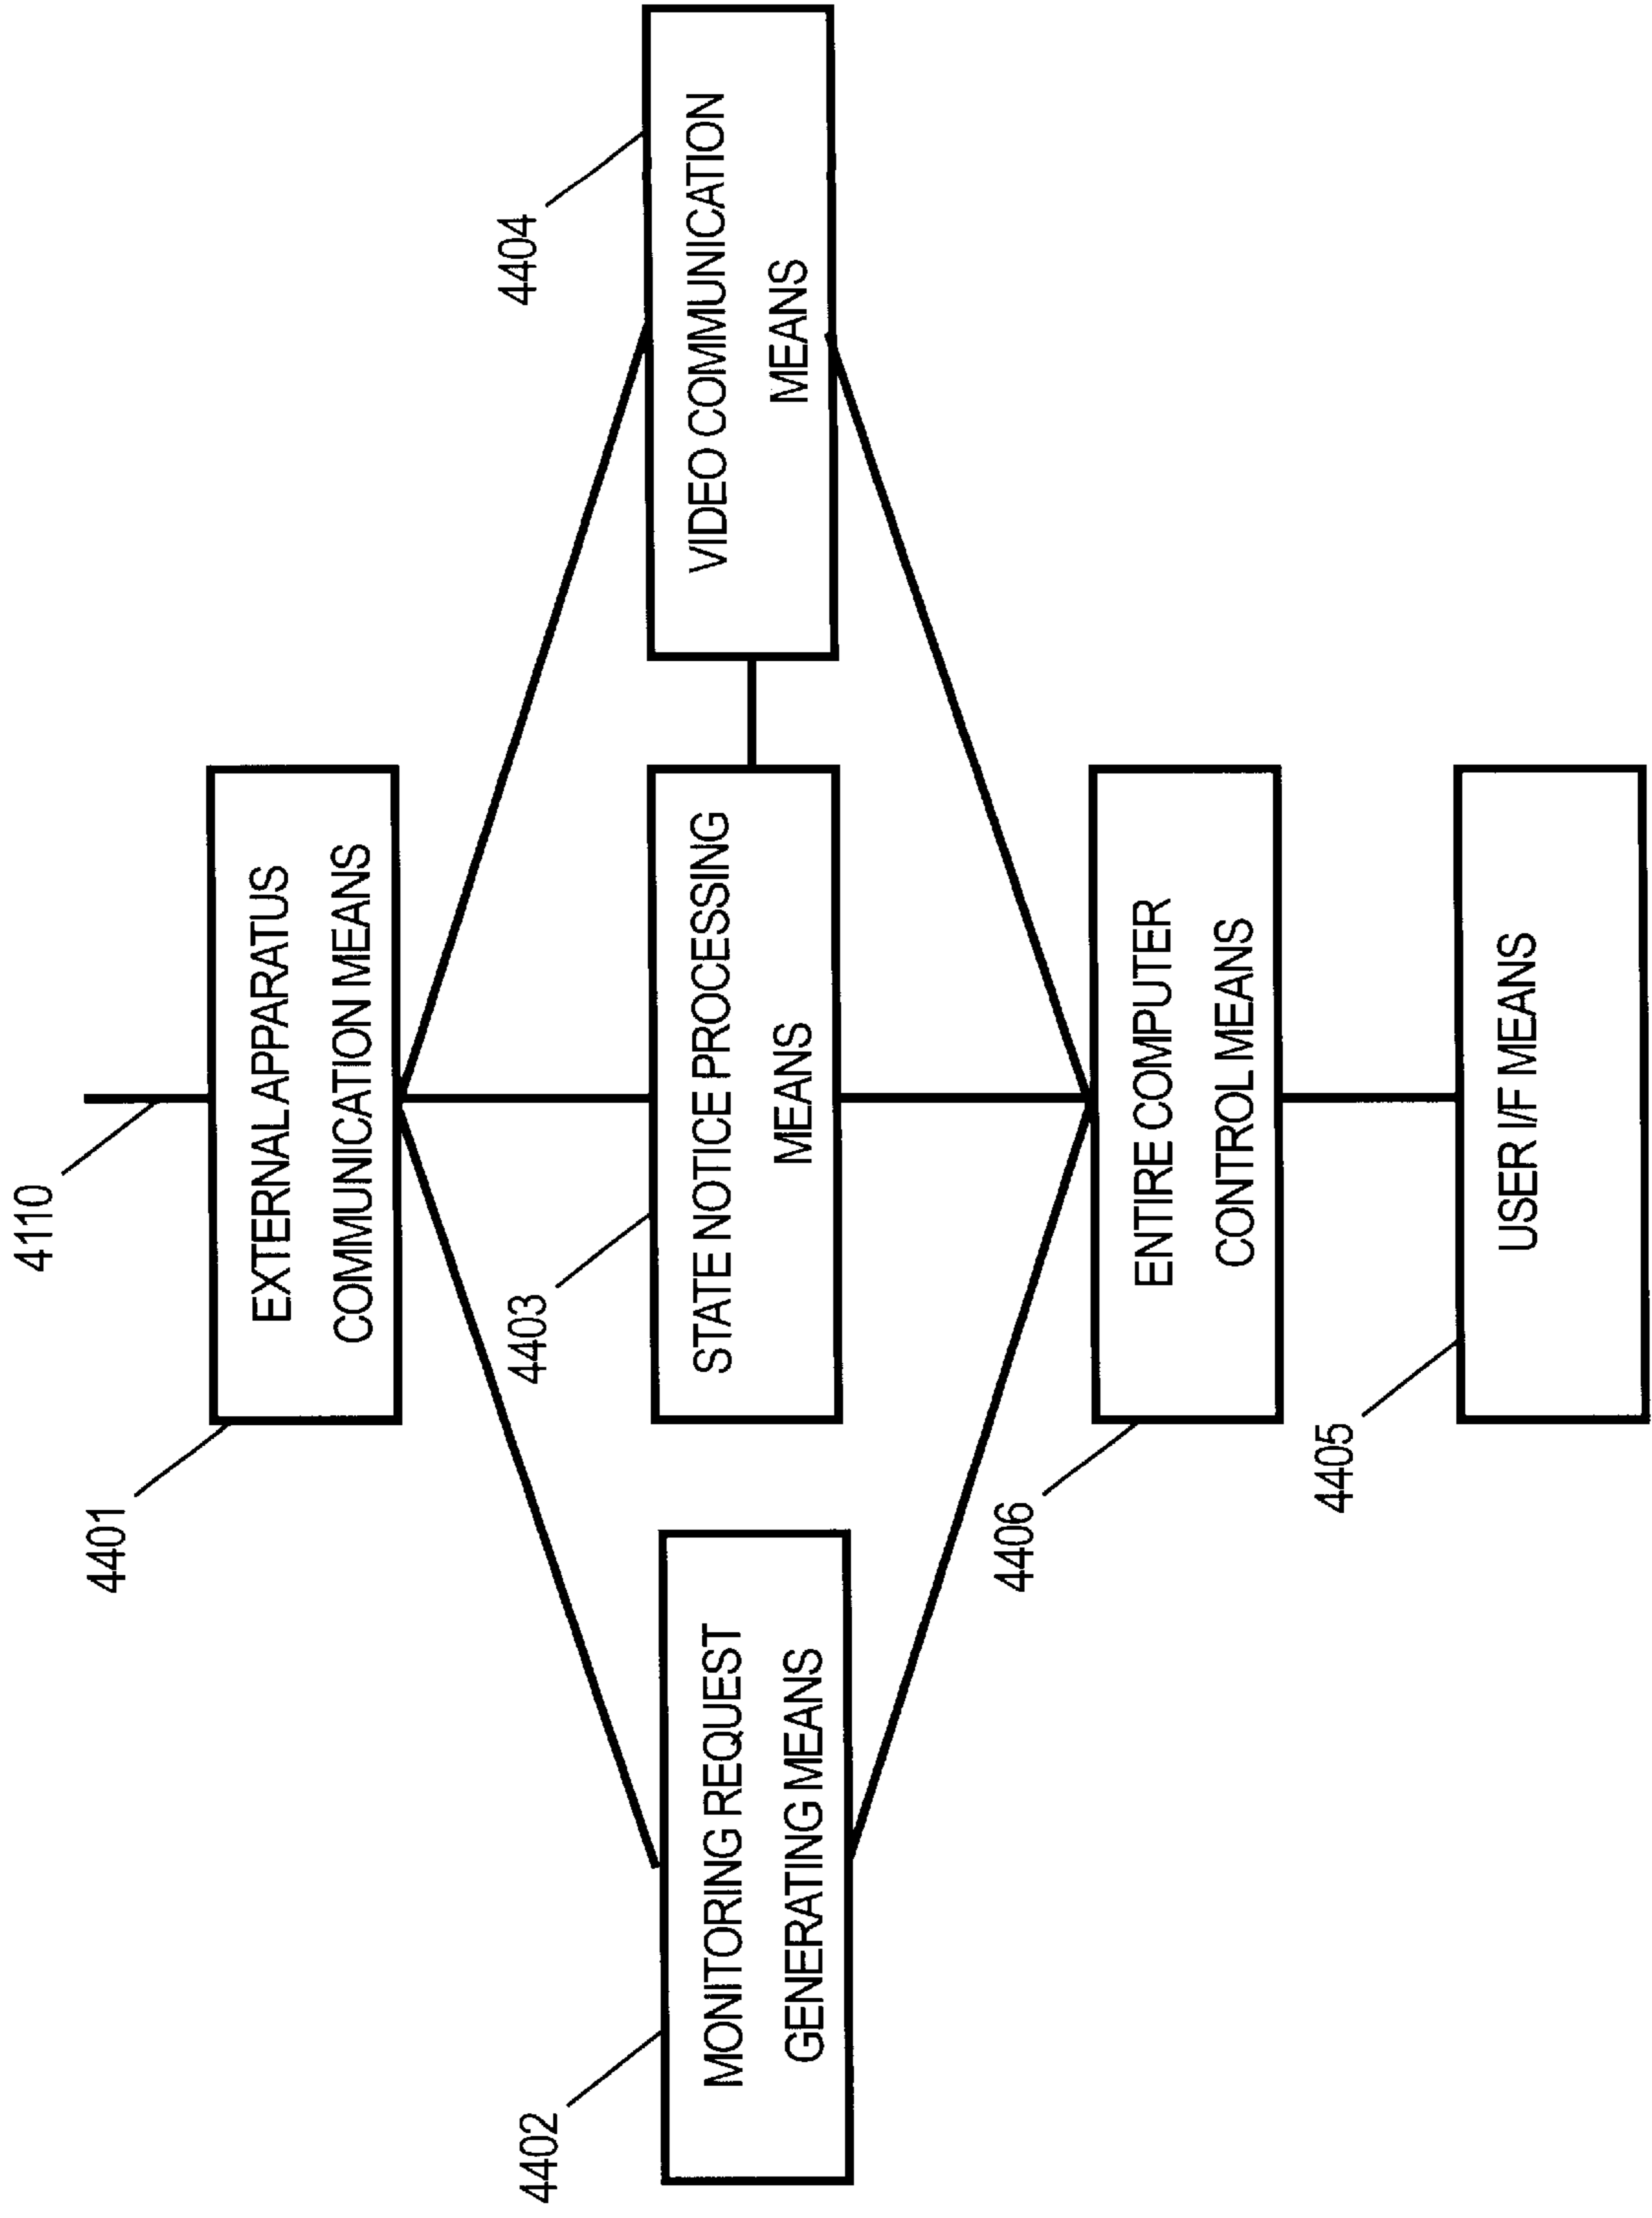 4110
4401
EXTERNAL APPARATUS
COMMUNICATION MEANS
4402
MONITORING REQUEST
GENERATING MEANS
4403
STATE NOTICE PROCESSING
MEANS
4404
VIDEO COMMUNICATION
MEANS
4406
ENTIRE COMPUTER
CONTROL MEANS
4405
USER I/F MEANS